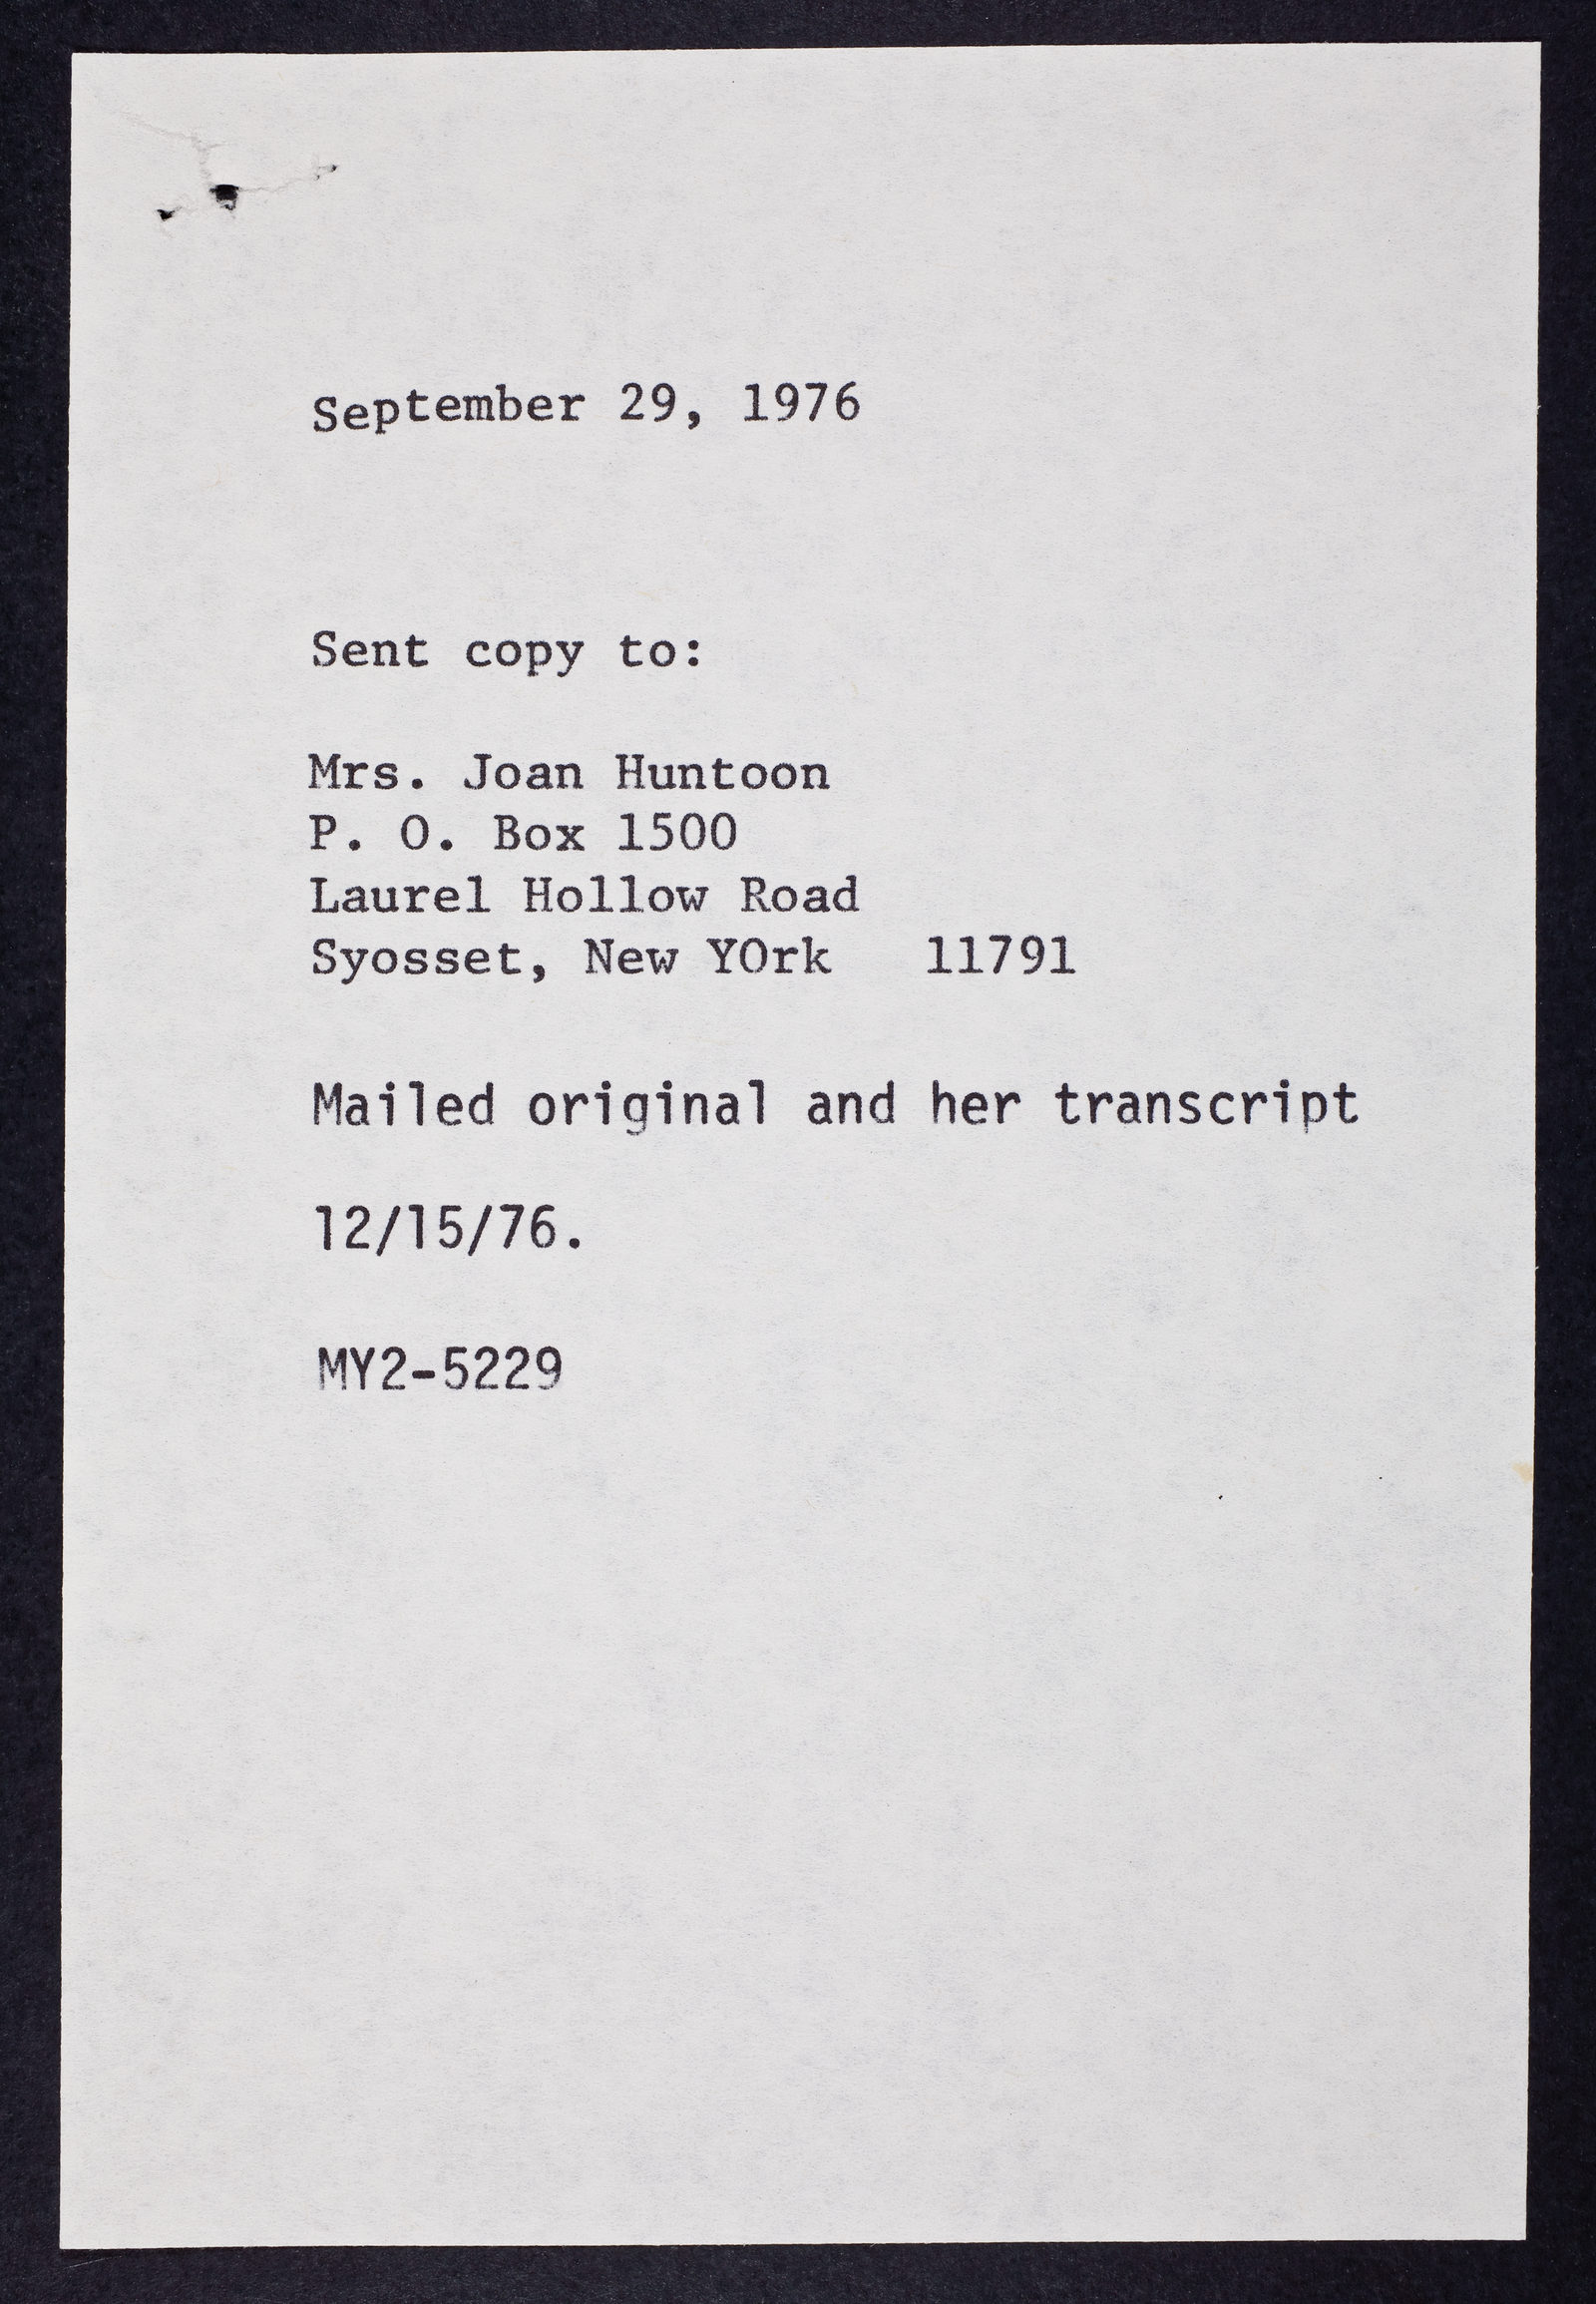 September 29, 1976
Sent copy to:
Mrs. Joan Huntoon
P. O. Box 1500
Laurel Hollow Road
Syosset, New YOrk   11791
Mailed original and her transcript
12/15/76.
MY2-5229